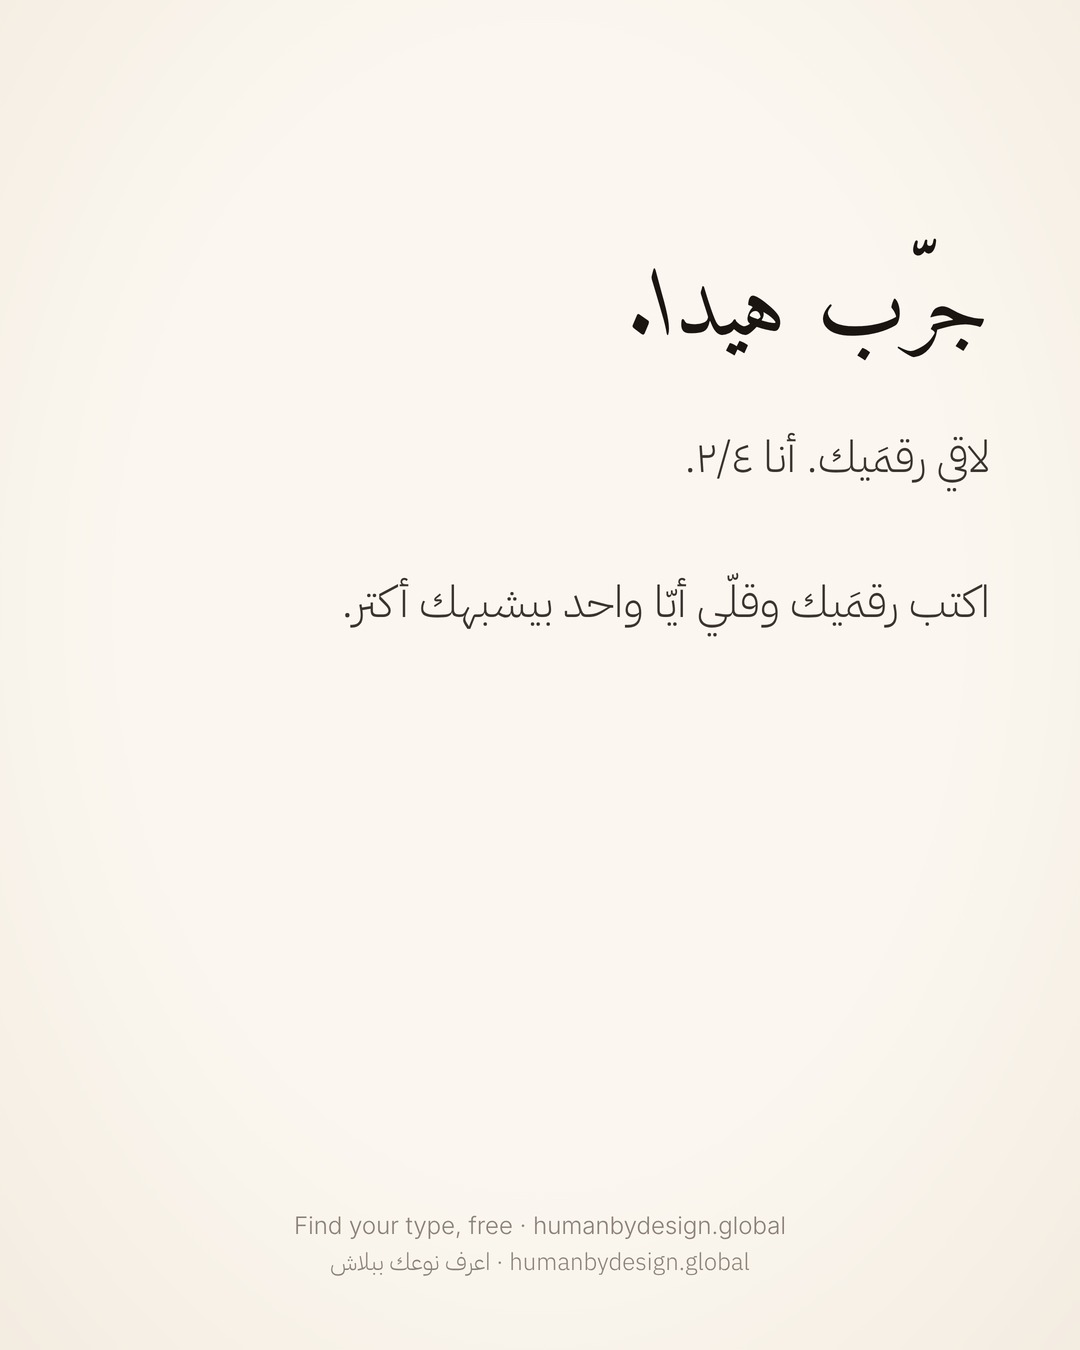 جرّب هيدا.
لاقي رقمَيك. أنا ٢/٤.
اكتب رقمَيك وقلّي أيّا واحد بيشبهك أكتر.
Find your type, free · humanbydesign.global
اعرف نوعك ببلاش · humanbydesign.global